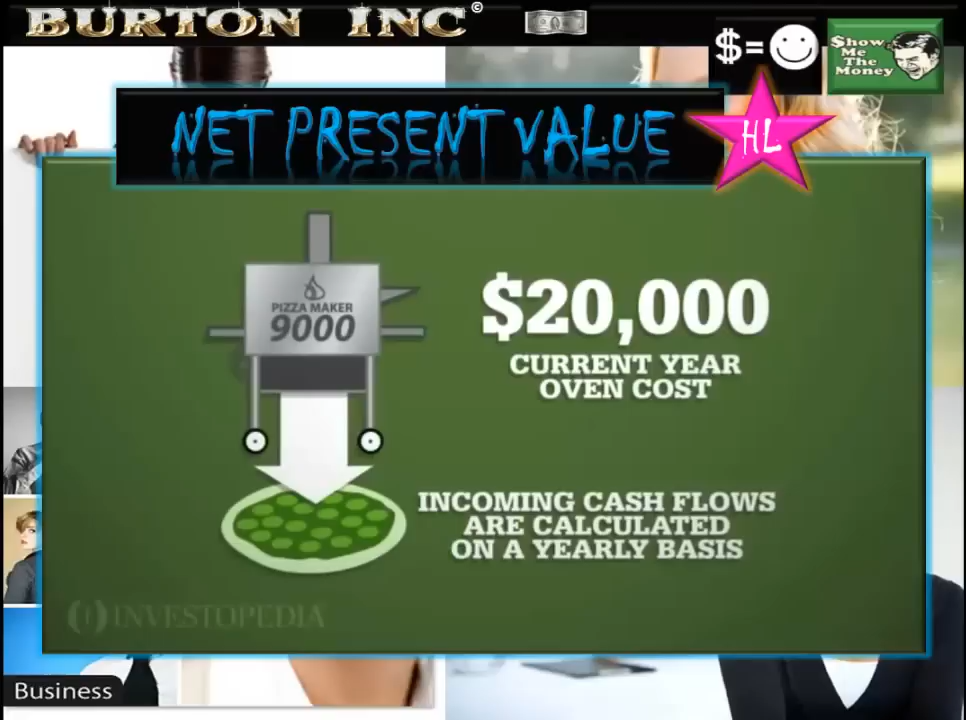 BURTON INC©
$=
Show
Me
The
Money
NET PRESENT VALUE
HL
PIZZA MAKER
9000
$20,000
CURRENT YEAR
OVEN COST
INCOMING CASH FLOWS
ARE CALCULATED
ON A YEARLY BASIS
INVESTOPEDIA
Business